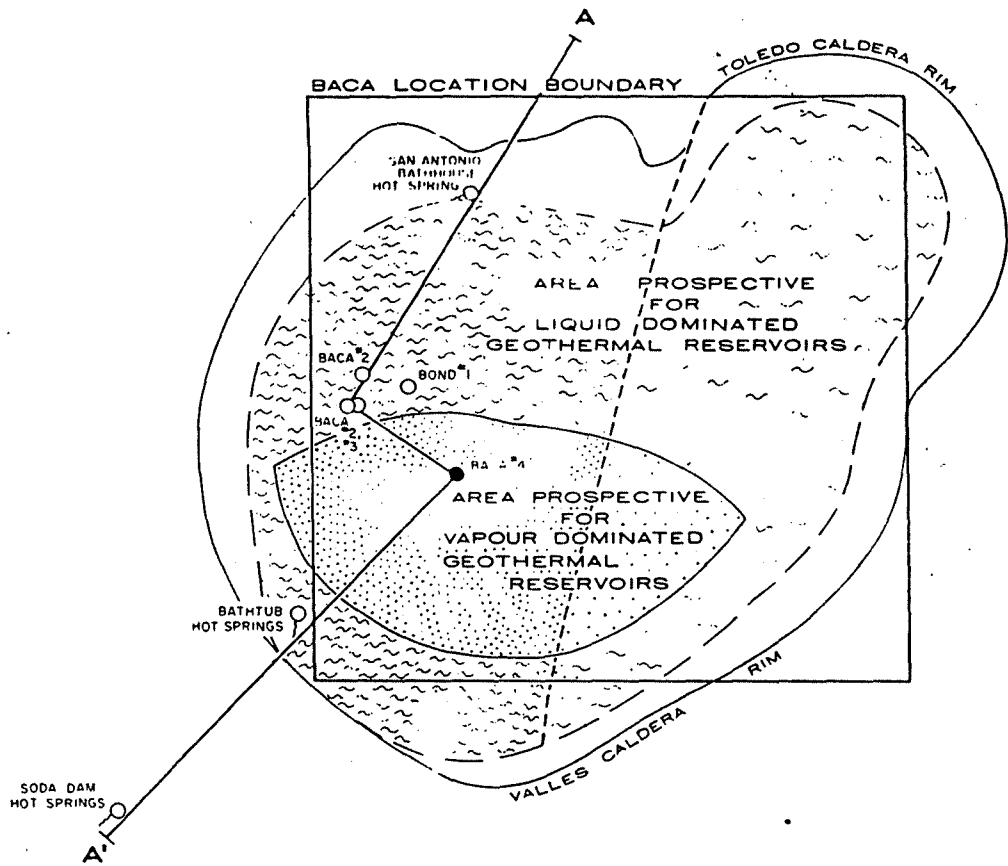 A
TOLEDO CALDERA RIM
BACA LOCATION BOUNDARY
SAN ANTONIO
BATHHOUSE
HOT SPRING
AREA PROSPECTIVE
FOR
LIQUID DOMINATED
GEOTHERMAL RESERVOIRS
BACA #2
BOND #1
BACA
#2,
#3
#4
AREA PROSPECTIVE
FOR
VAPOUR DOMINATED
GEOTHERMAL
RESERVOIRS
BATHTUB
HOT SPRINGS
VALLES CALDERA RIM
SODA DAM
HOT SPRINGS
A'